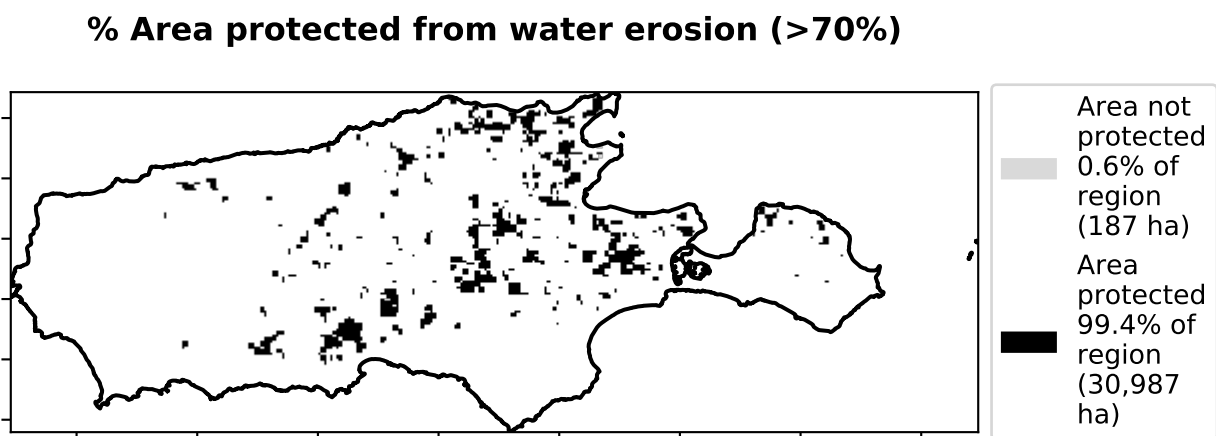 % Area protected from water erosion (>70%)
Area not
protected
0.6% of
region
(187 ha)
Area
protected
99.4% of
region
(30,987
ha)